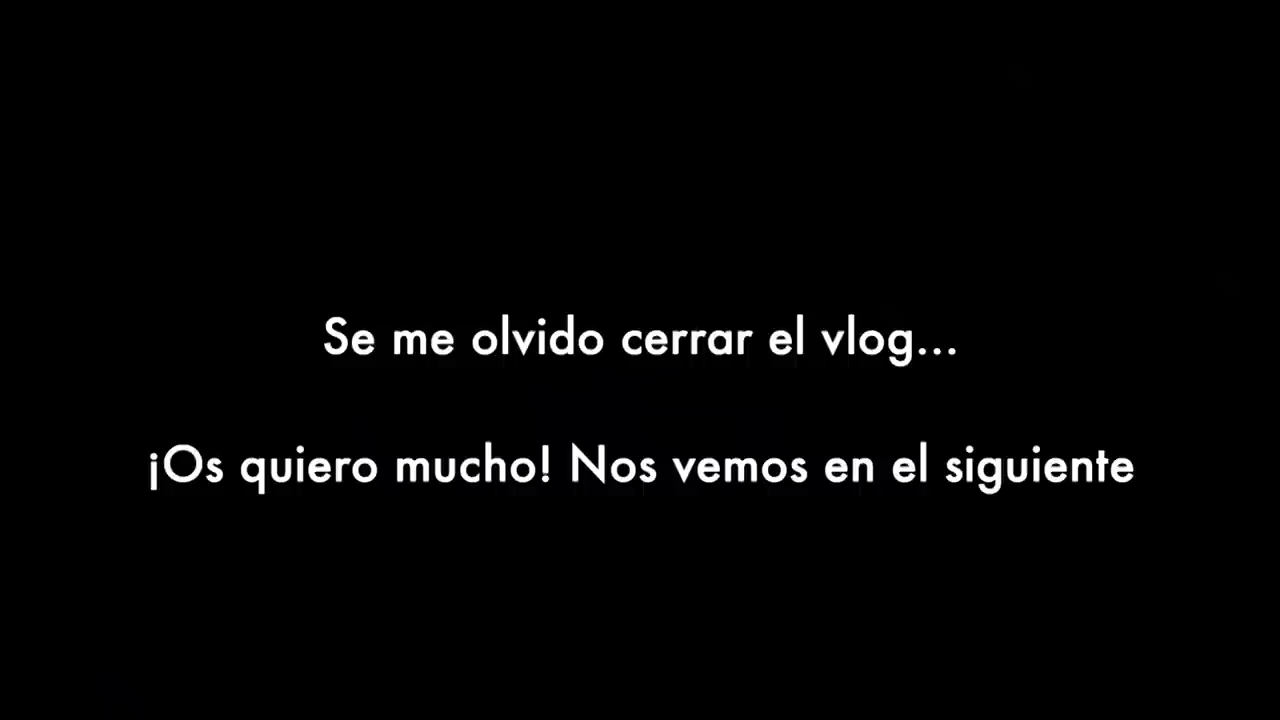 Se me olvido cerrar el vlog...
¡Os quiero mucho! Nos vemos en el siguiente